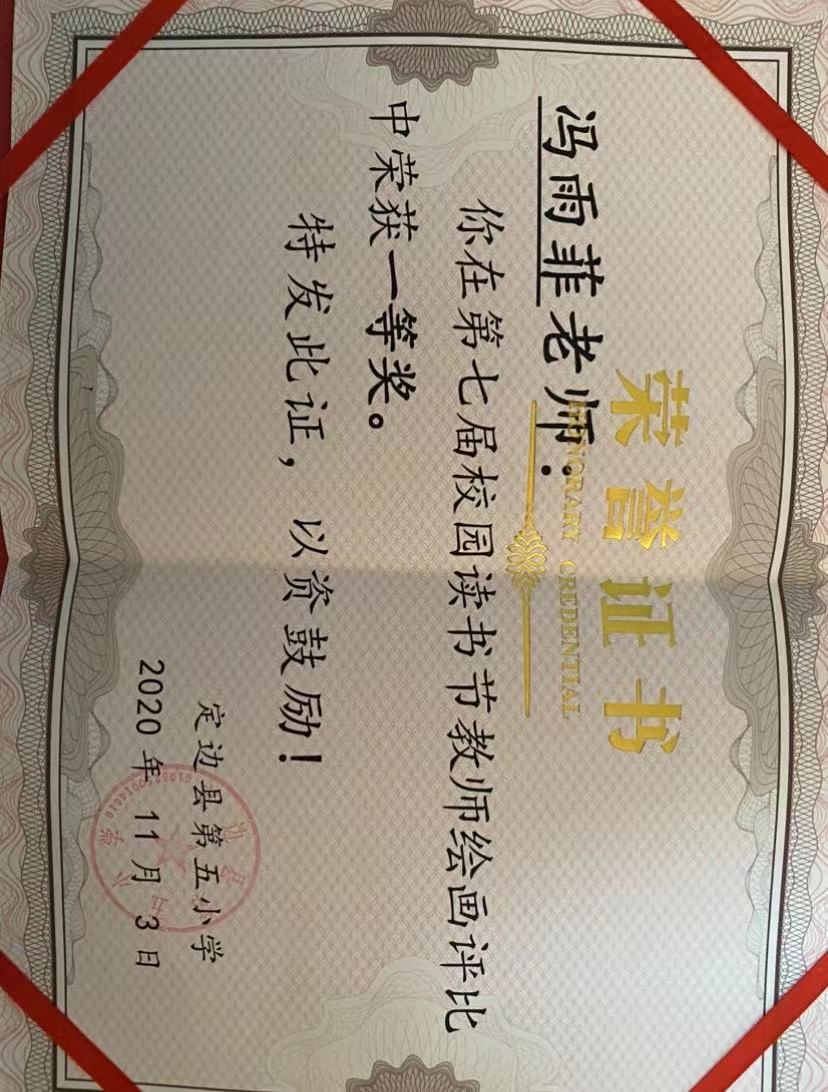 荣誉证书
HONORARY CREDENTIAL
冯雨菲老师：
你在第七届校园读书节教师绘画评比
中荣获一等奖。
特发此证，以资鼓励！
定边县第五小学
2020年11月3日